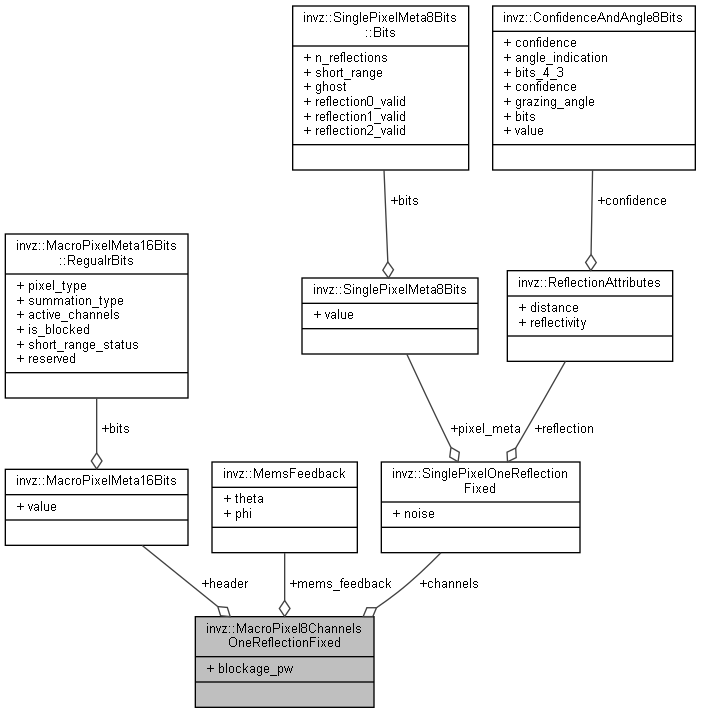 invz::SinglePixelMeta8Bits
::Bits
+ n_reflections
+ short_range
+ ghost
+ reflection0_valid
+ reflection1_valid
+ reflection2_valid
invz::ConfidenceAndAngle8Bits
+ confidence
+ angle_indication
+ bits_4_3
+ confidence
+ grazing_angle
+ bits
+ value
+bits
+confidence
invz::MacroPixelMeta16Bits
::RegualrBits
+ pixel_type
+ summation_type
+ active_channels
+ is_blocked
+ short_range_status
+ reserved
invz::SinglePixelMeta8Bits
+ value
invz::ReflectionAttributes
+ distance
+ reflectivity
+bits
+pixel_meta
+reflection
invz::MacroPixelMeta16Bits
+ value
invz::MemsFeedback
+ theta
+ phi
invz::SinglePixelOneReflection
Fixed
+ noise
+header
+mems_feedback
+channels
invz::MacroPixel8Channels
OneReflectionFixed
+ blockage_pw